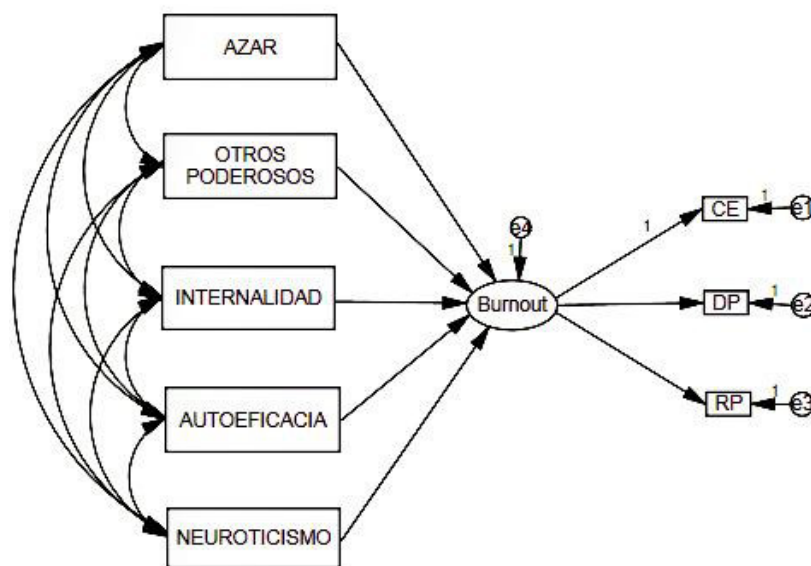 AZAR
OTROS
PODEROSOS
INTERNALIDAD
AUTOEFICACIA
NEUROTICISMO
e4
1
Burnout
1
CE
1
e1
DP
1
e2
RP
1
e3